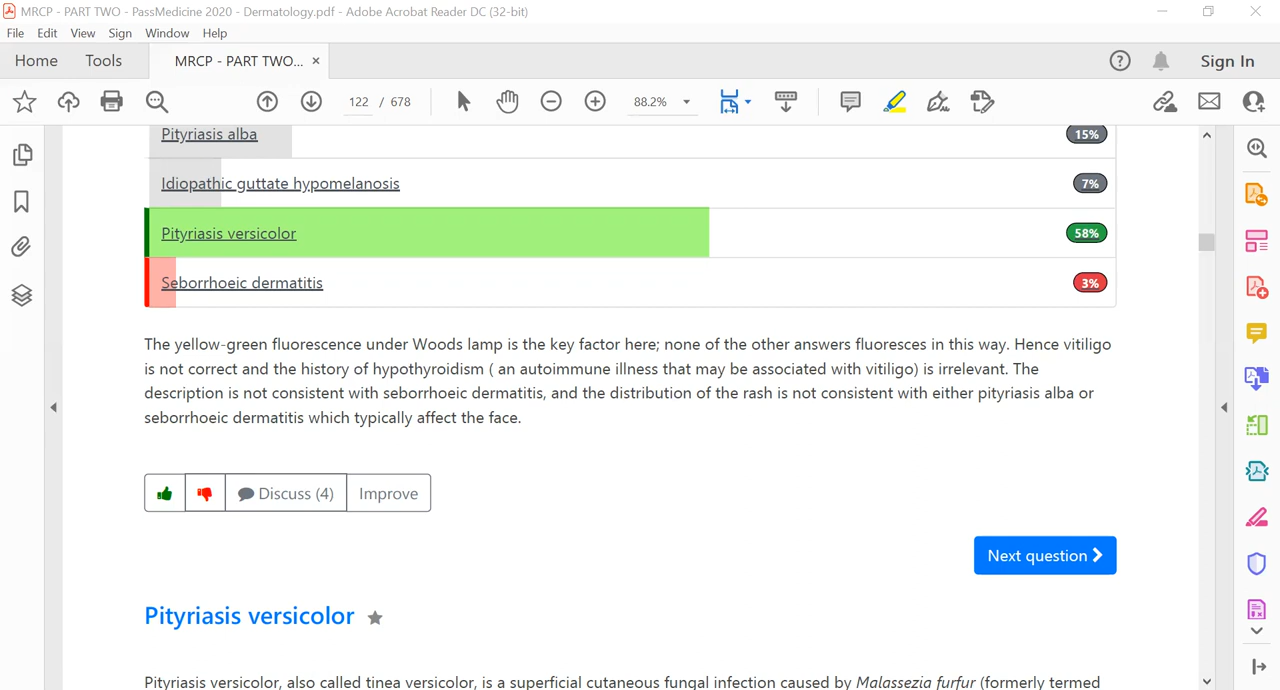 MRCP - PART TWO - PassMedicine 2020 - Dermatology.pdf - Adobe Acrobat Reader DC (32-bit)
File Edit View Sign Window Help
Home Tools MRCP - PART TWO... × Sign In
122 / 678 88.2%
Pityriasis alba 15%
Idiopathic guttate hypomelanosis 7%
Pityriasis versicolor 58%
Seborrhoeic dermatitis 3%
The yellow-green fluorescence under Woods lamp is the key factor here; none of the other answers fluoresces in this way. Hence vitiligo
is not correct and the history of hypothyroidism ( an autoimmune illness that may be associated with vitiligo) is irrelevant. The
description is not consistent with seborrhoeic dermatitis, and the distribution of the rash is not consistent with either pityriasis alba or
seborrhoeic dermatitis which typically affect the face.
Discuss (4) Improve
Next question
Pityriasis versicolor
Pityriasis versicolor, also called tinea versicolor, is a superficial cutaneous fungal infection caused by Malassezia furfur (formerly termed